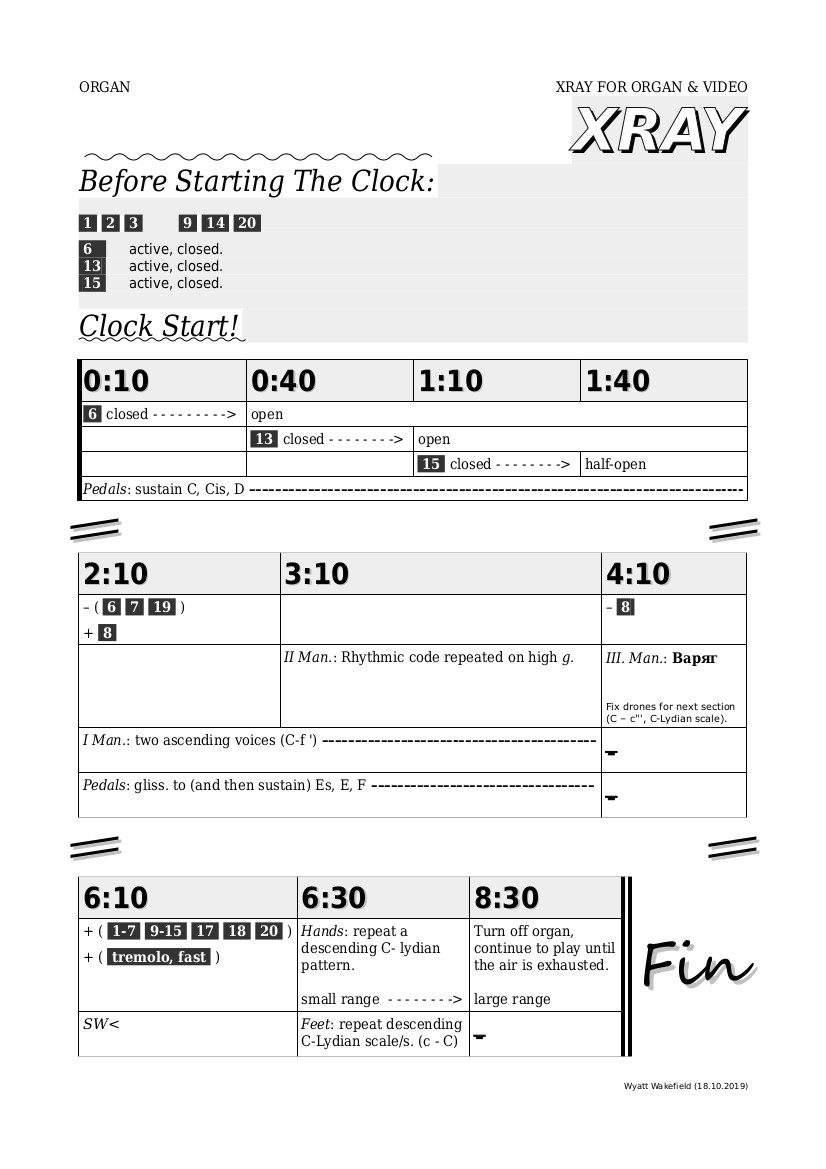 ORGAN XRAY FOR ORGAN & VIDEO
XRAY
Before Starting The Clock:
1 2 3 9 14 20
6 active, closed.
13 active, closed.
15 active, closed.
Clock Start!
0:10 0:40 1:10 1:40
6 closed - - - - - - - - -> open
13 closed - - - - - - - -> open
15 closed - - - - - - - -> half-open
Pedals: sustain C, Cis, D
2:10 3:10 4:10
– ( 6 7 19 ) – 8
+ 8
II Man.: Rhythmic code repeated on high g. III. Man.: Варяг
Fix drones for next section
(C – c"', C-Lydian scale).
I Man.: two ascending voices (C-f ')
Pedals: gliss. to (and then sustain) Es, E, F
6:10 6:30 8:30
+ ( 1-7 9-15 17 18 20 )
+ ( tremolo, fast )
Hands: repeat a
descending C- lydian
pattern.
small range - - - - - - - ->
Turn off organ,
continue to play until
the air is exhausted.
large range
Fin
SW<
Feet: repeat descending
C-Lydian scale/s. (c - C)
Wyatt Wakefield (18.10.2019)